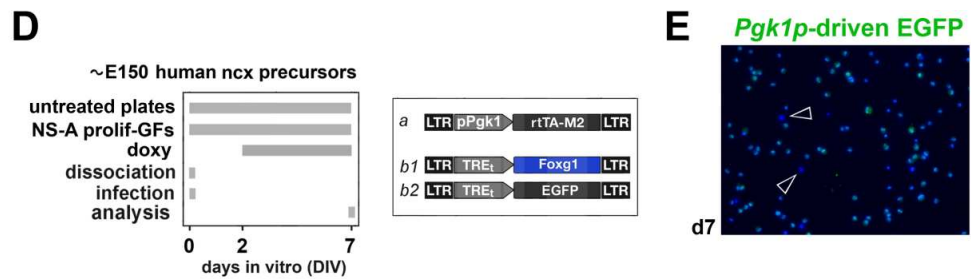 D
~E150 human ncx precursors
untreated plates
NS-A prolif-GFs
doxy
dissociation
infection
analysis
0 2 7
days in vitro (DIV)
a LTR pPgk1 rtTA-M2 LTR
b1 LTR TREt Foxg1 LTR
b2 LTR TREt EGFP LTR
E
Pgk1p-driven EGFP
d7